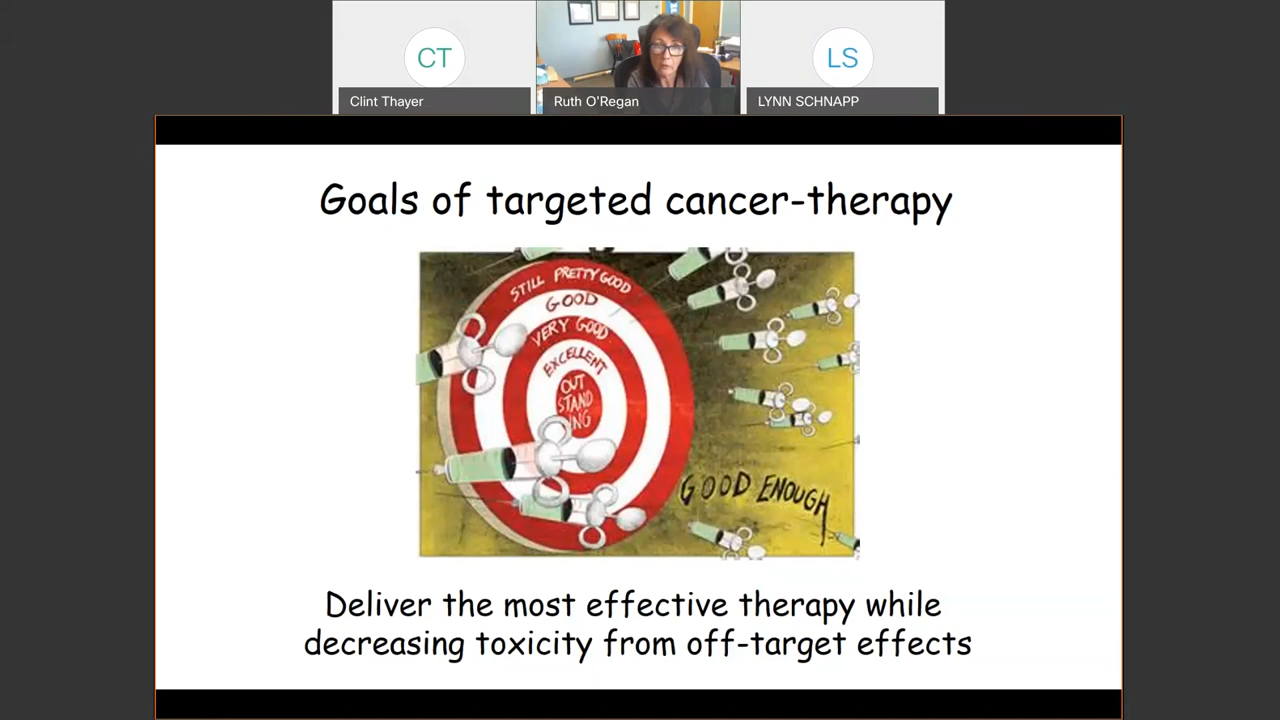 CT
Clint Thayer
Ruth O'Regan
LS
LYNN SCHNAPP
Goals of targeted cancer-therapy
STILL PRETTY GOOD
GOOD
VERY GOOD
EXCELLENT
OUT
STAND
ING
GOOD ENOUGH
Deliver the most effective therapy while
decreasing toxicity from off-target effects